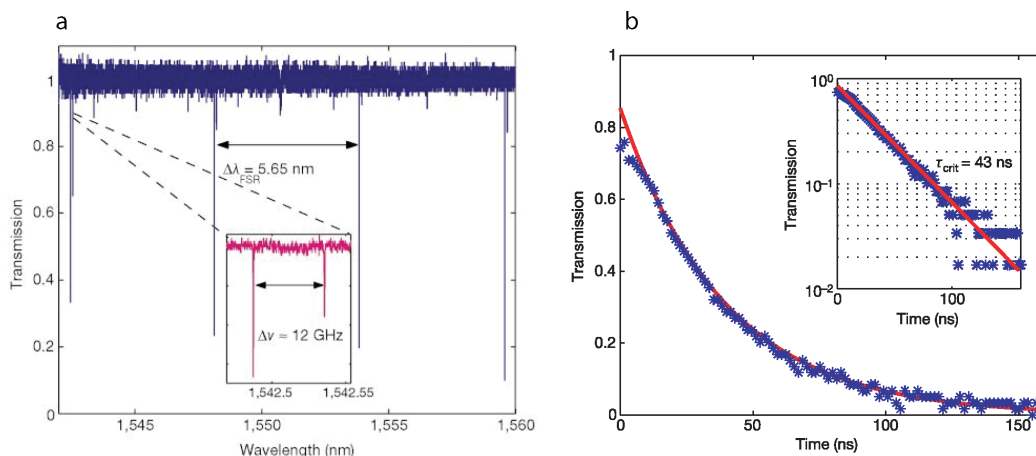 a
Transmission
1
0.8
0.6
0.4
0.2
0
Δλ_FSR = 5.65 nm
Δν = 12 GHz
1,542.5
1,542.55
1,545
1,550
1,555
1,560
Wavelength (nm)
b
Transmission
1
0.8
0.6
0.4
0.2
0
0
50
100
150
Time (ns)
Transmission
10⁰
10⁻¹
10⁻²
τ_crit = 43 ns
0
100
Time (ns)